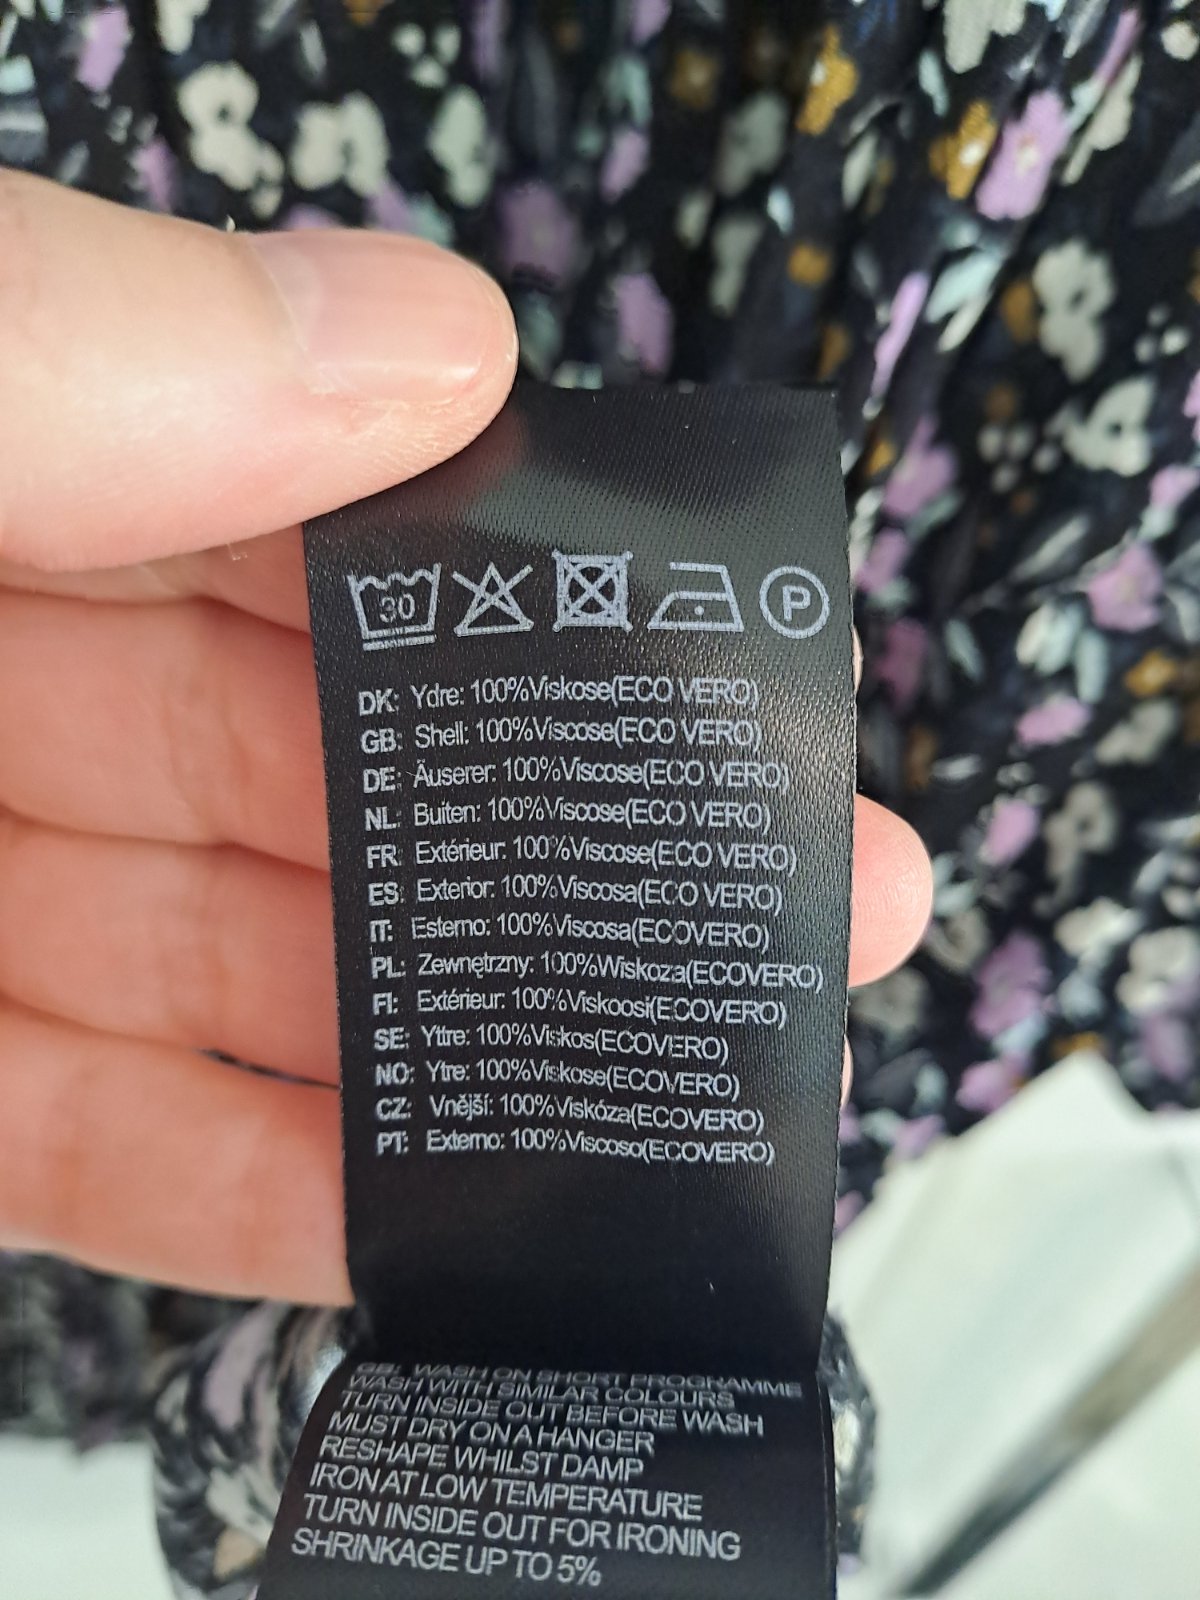 30
P
DK: Ydre: 100%Viskose(ECO VERO)
GB: Shell: 100%Viscose(ECO VERO)
DE: Äuserer: 100%Viscose(ECO VERO)
NL: Buiten: 100%Viscose(ECO VERO)
FR: Extérieur: 100%Viscose(ECO VERO)
ES: Exterior: 100%Viscosa(ECO VERO)
IT: Esterno: 100%Viscosa(ECOVERO)
PL: Zewnętrzny: 100%Wiskoza(ECOVERO)
FI: Extérieur: 100%Viskoosi(ECOVERO)
SE: Yttre: 100%Viskos(ECOVERO)
NO: Ytre: 100%Viskose(ECOVERO)
CZ: Vnější: 100%Viskóza(ECOVERO)
PT: Externo: 100%Viscoso(ECOVERO)
GB: WASH ON SHORT PROGRAMME
WASH WITH SIMILAR COLOURS
TURN INSIDE OUT BEFORE WASH
MUST DRY ON A HANGER
RESHAPE WHILST DAMP
IRON AT LOW TEMPERATURE
TURN INSIDE OUT FOR IRONING
SHRINKAGE UP TO 5%